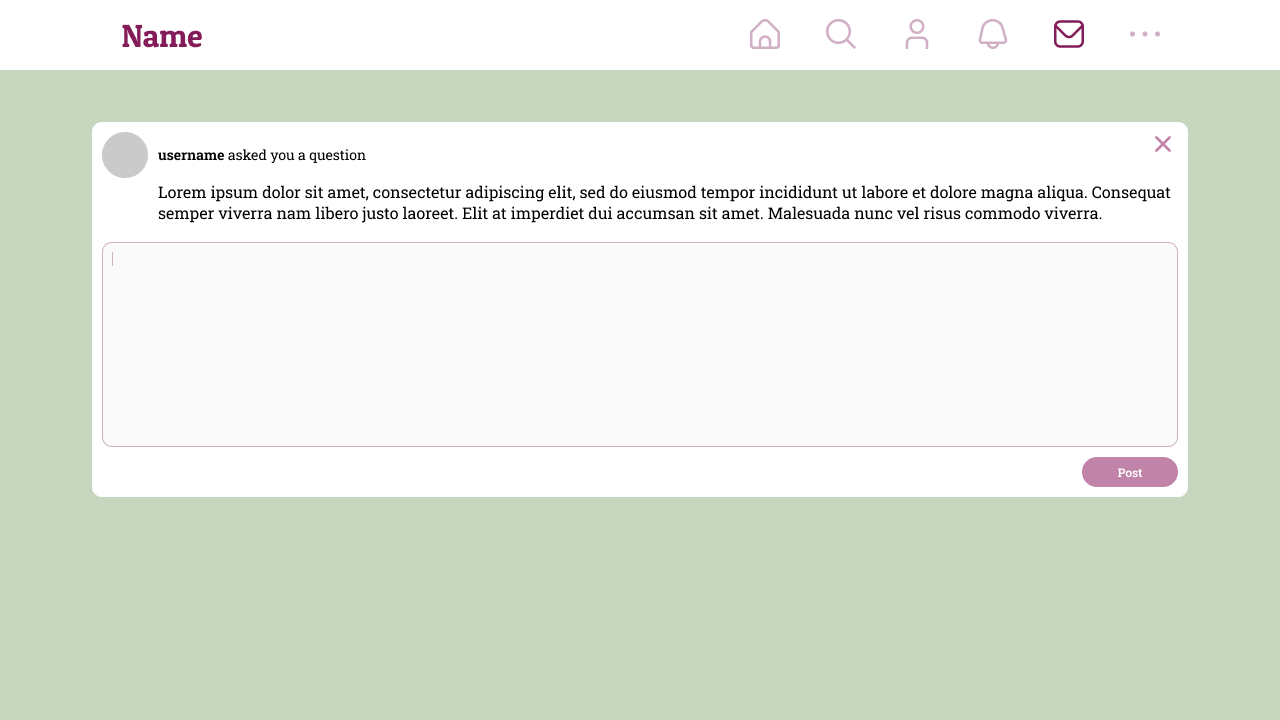 Name
username asked you a question
Lorem ipsum dolor sit amet, consectetur adipiscing elit, sed do eiusmod tempor incididunt ut labore et dolore magna aliqua. Consequat
semper viverra nam libero justo laoreet. Elit at imperdiet dui accumsan sit amet. Malesuada nunc vel risus commodo viverra.
Post